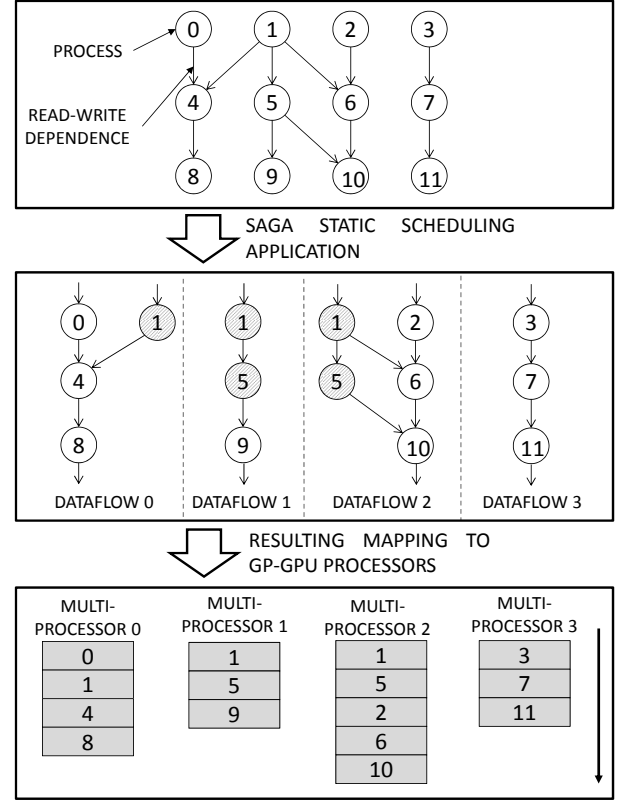 0 1 2 3
PROCESS
READ-WRITE
DEPENDENCE
4 5 6 7
8 9 10 11
SAGA STATIC SCHEDULING
APPLICATION
0 1 1 1 2 3
4 5 5 6 7
8 9 10 11
DATAFLOW 0 DATAFLOW 1 DATAFLOW 2 DATAFLOW 3
RESULTING MAPPING TO
GP-GPU PROCESSORS
MULTI-
PROCESSOR 0
0
1
4
8
MULTI-
PROCESSOR 1
1
5
9
MULTI-
PROCESSOR 2
1
5
2
6
10
MULTI-
PROCESSOR 3
3
7
11